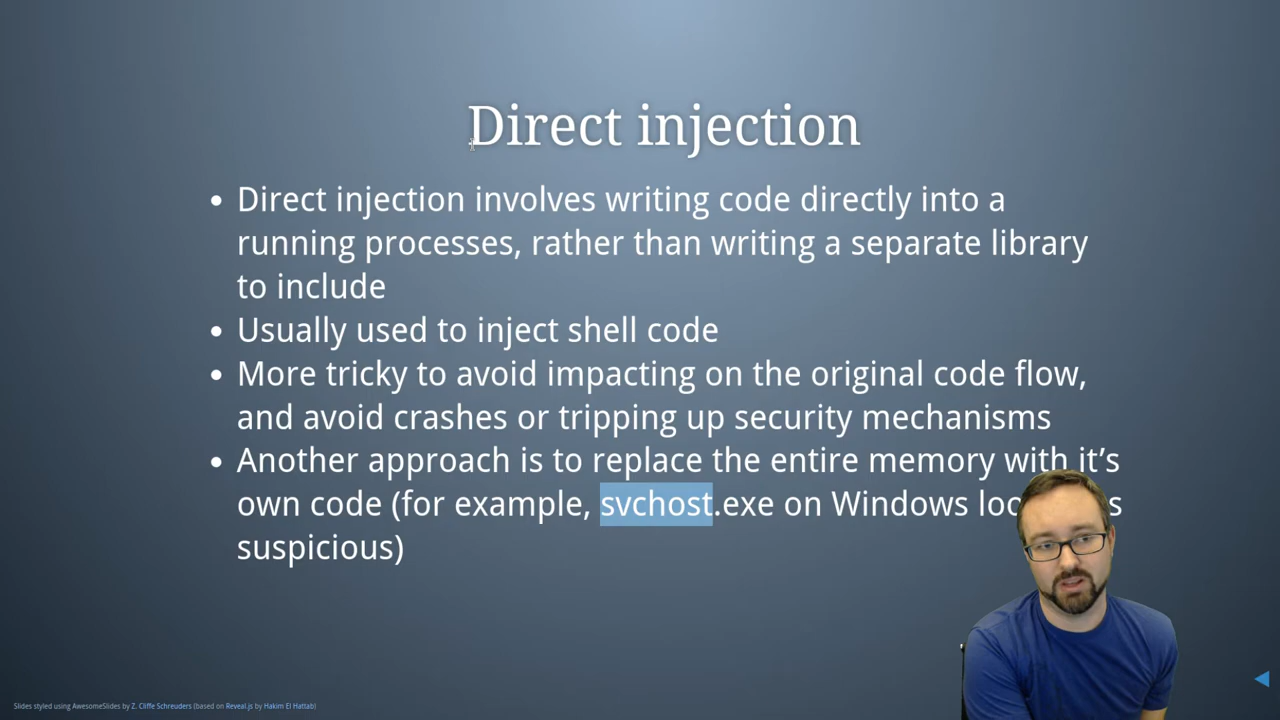 Direct injection
• Direct injection involves writing code directly into a
running processes, rather than writing a separate library
to include
• Usually used to inject shell code
• More tricky to avoid impacting on the original code flow,
and avoid crashes or tripping up security mechanisms
• Another approach is to replace the entire memory with it’s
own code (for example, svchost.exe on Windows
suspicious)
Slides styled using AwesomeSlides by Z. Cliffe Schreuders (based on Reveal.js by Hakim El Hattab)